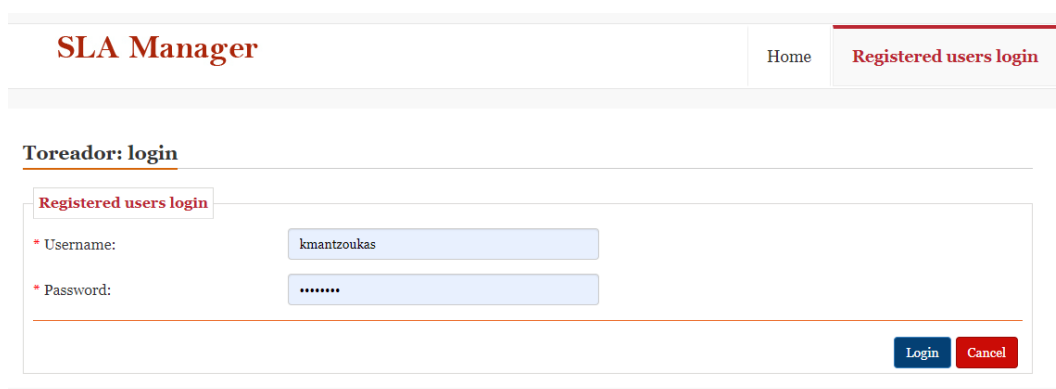 SLA Manager
Home
Registered users login
Toreador: login
Registered users login
* Username:
kmantzoukas
* Password:
••••••••
Login
Cancel